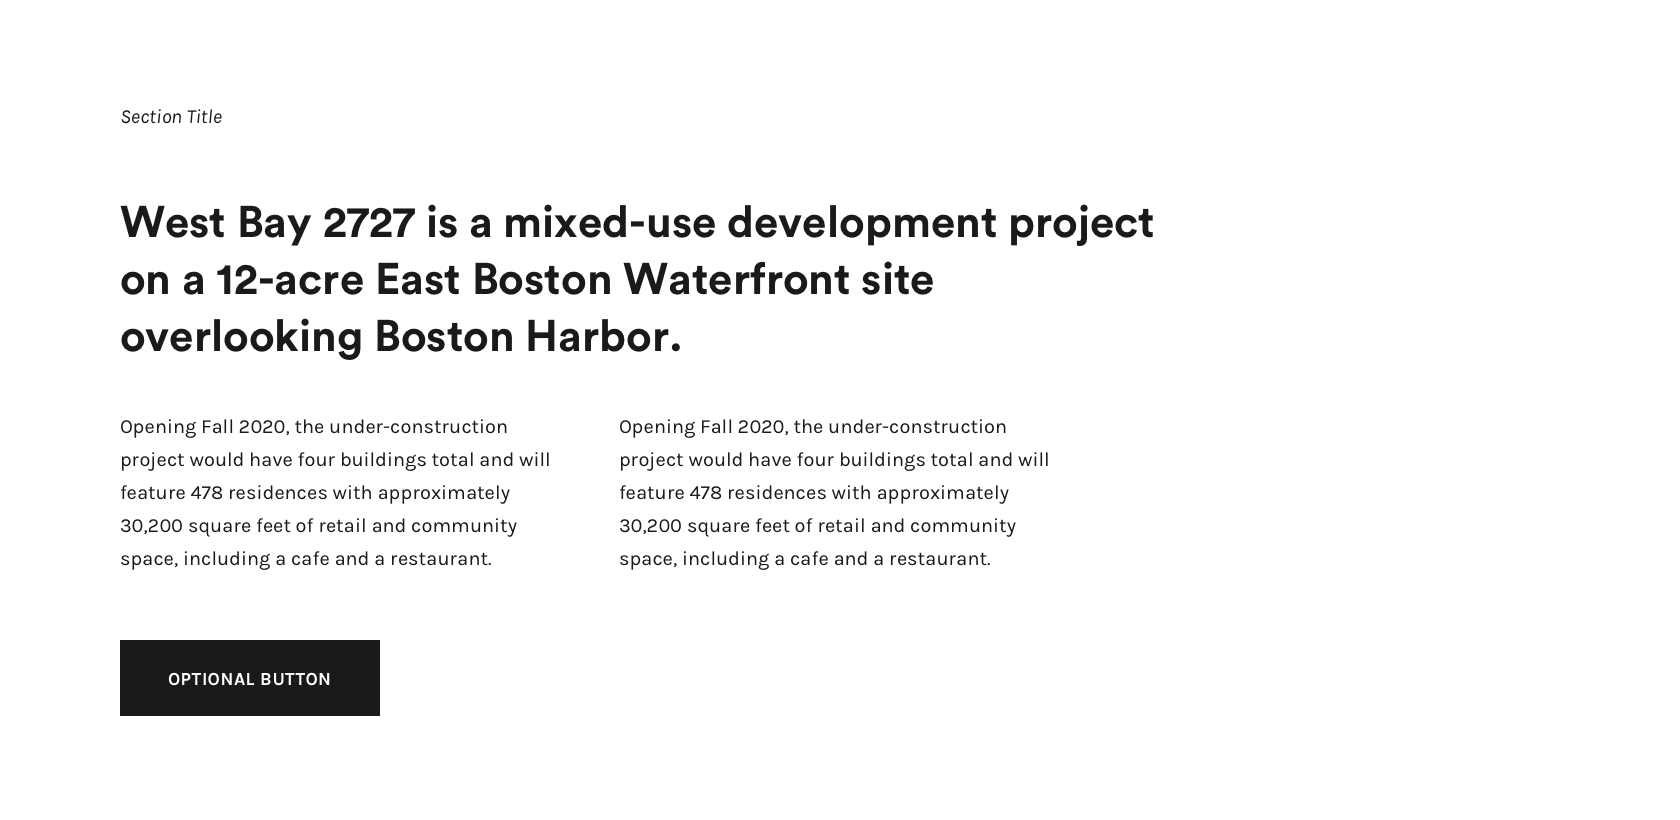 Section Title
West Bay 2727 is a mixed-use development project
on a 12-acre East Boston Waterfront site
overlooking Boston Harbor.
Opening Fall 2020, the under-construction
project would have four buildings total and will
feature 478 residences with approximately
30,200 square feet of retail and community
space, including a cafe and a restaurant.
Opening Fall 2020, the under-construction
project would have four buildings total and will
feature 478 residences with approximately
30,200 square feet of retail and community
space, including a cafe and a restaurant.
OPTIONAL BUTTON